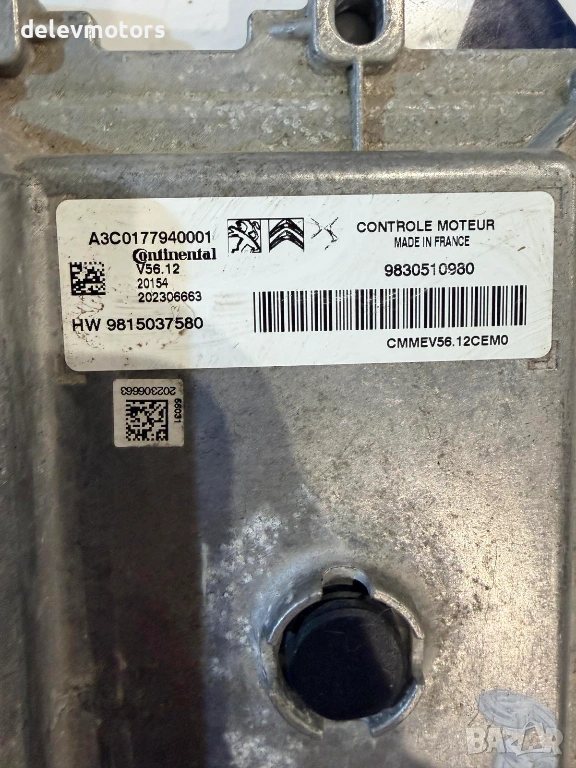 delevmotors
A3C0177940001
Continental
V56.12
20154
202306663
HW 9815037580
CONTROLE MOTEUR
MADE IN FRANCE
9830510980
CMMEV56.12CEM0
66031
202306663
BAZAR